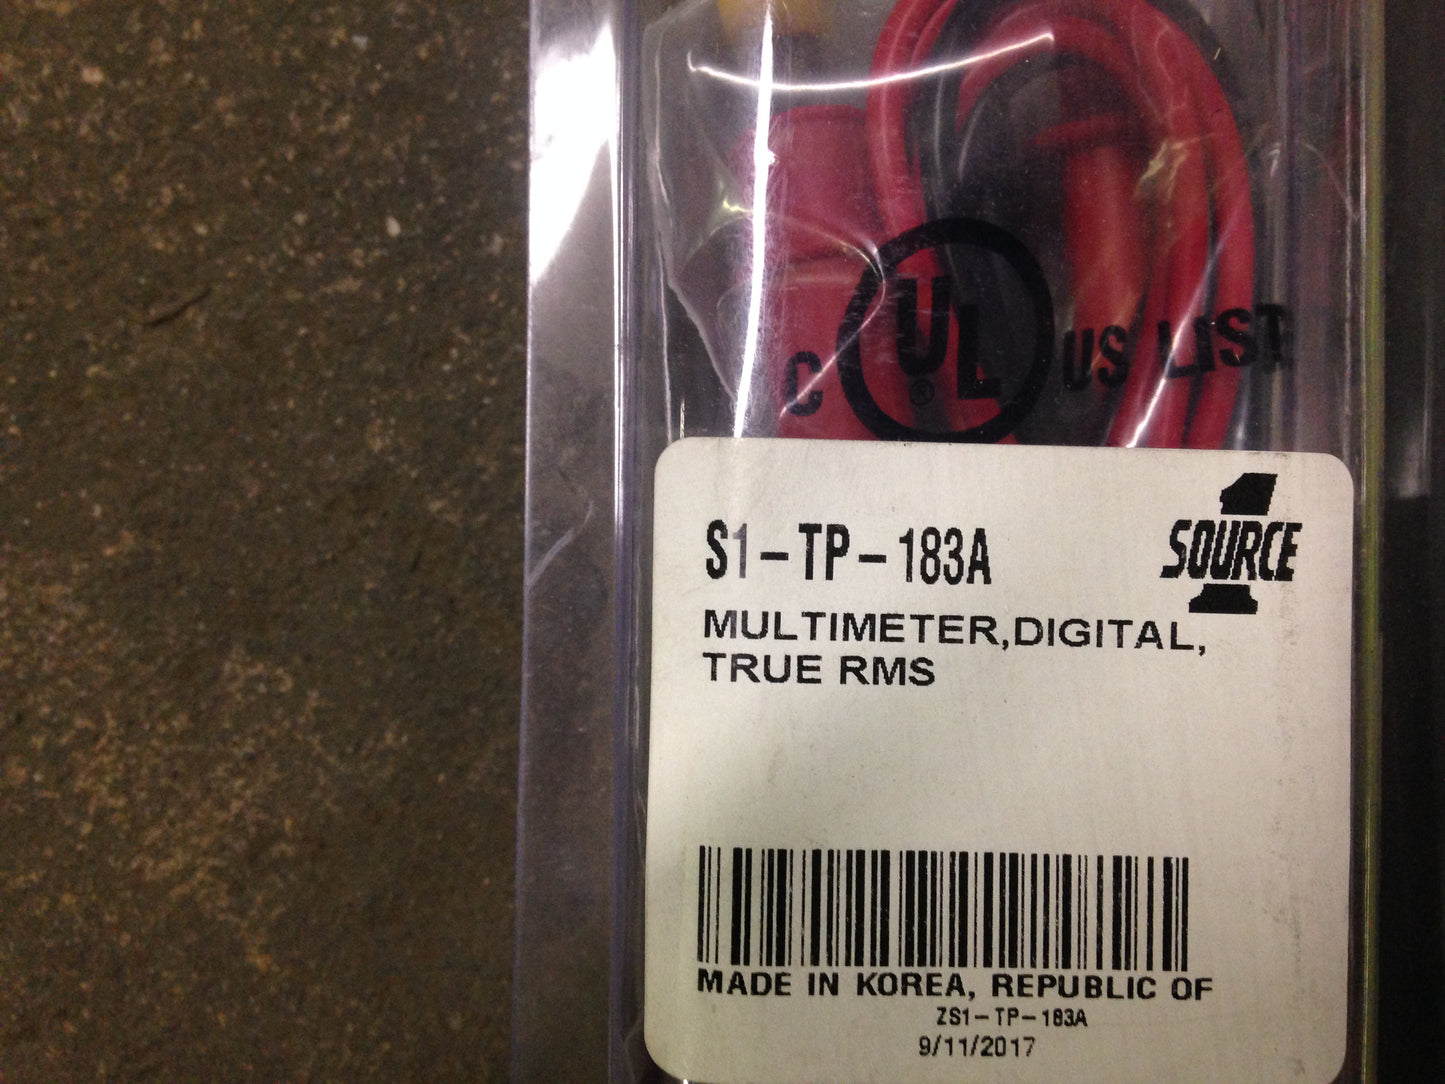 C UL® US LIST
S1-TP-183A
1 SOURCE
MULTIMETER,DIGITAL,
TRUE RMS
MADE IN KOREA, REPUBLIC OF
ZS1-TP-183A
9/11/2017